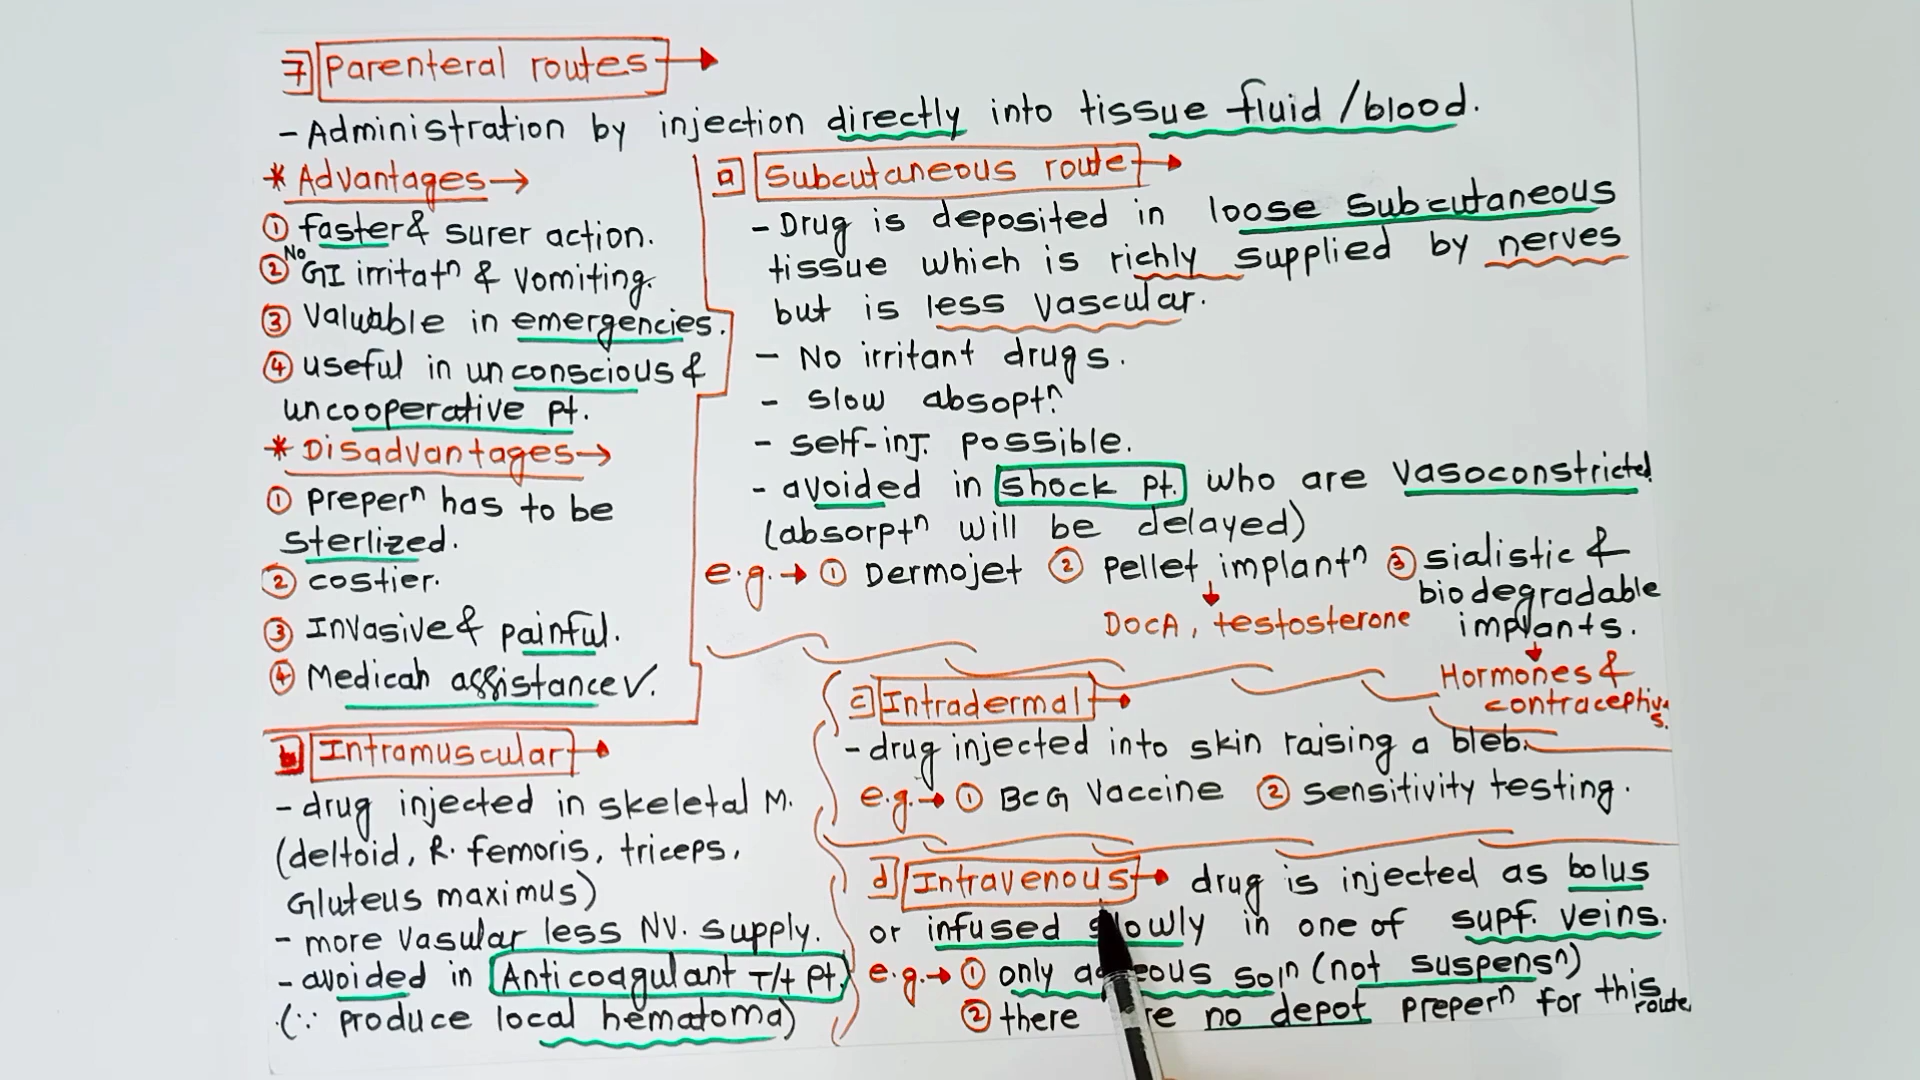 7 Parenteral routes →
- Administration by injection directly into tissue fluid / blood.
* Advantages →
① faster & surer action.
② No GI irritatⁿ & vomiting.
③ Valuable in emergencies.
④ useful in unconscious &
uncooperative pt.
* Disadvantages →
① preperⁿ has to be
sterlized.
② costier.
③ Invasive & painful.
④ Medical assistance ✓.
a Subcutaneous route →
- Drug is deposited in loose subcutaneous
tissue which is richly supplied by nerves
but is less vascular.
- No irritant drugs.
- slow absoptⁿ.
- self-inj. possible.
- avoided in shock pt. who are vasoconstricted
(absorptⁿ will be delayed)
e.g. → ① Dermojet ② pellet implantⁿ ③ sialistic &
biodegradable
implants.
DOCA, testosterone
Hormones &
contraceptives.
b Intramuscular →
- drug injected in skeletal M.
(deltoid, R. femoris, triceps,
Gluteus maximus)
- more vasular less NV. supply.
- avoided in Anticoagulant T/t pt.
(∵ produce local hematoma)
c Intradermal →
- drug injected into skin raising a bleb.
e.g. → ① BCG vaccine ② sensitivity testing.
d Intravenous → drug is injected as bolus
or infused slowly in one of supf. veins.
e.g. → ① only aqeous solⁿ (not suspensⁿ)
② there are no depot preperⁿ for this
route